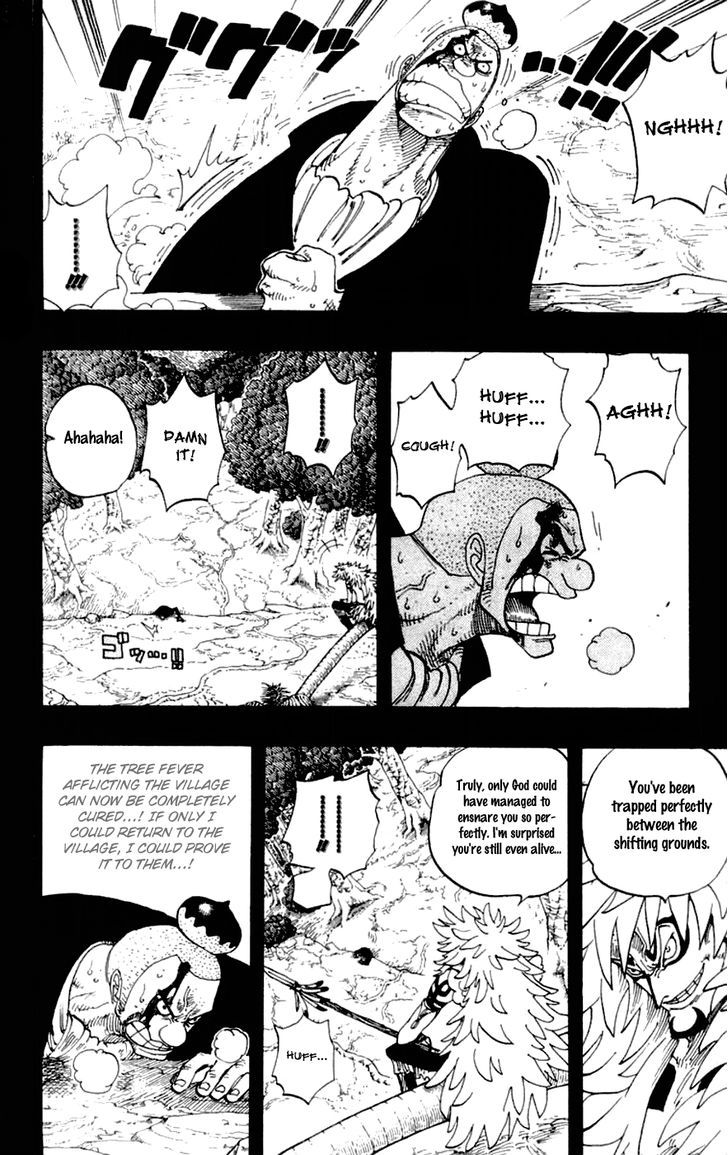 グググッ...!!!
NGHHH!
..........!!!
AGHH!
HUFF...
HUFF...
COUGH!
..........!!
DAMN
IT!
Ahahaha!
ゴッ...!!
You've been
trapped perfectly
between the
shifting grounds.
Truly, only God could
have managed to
ensnare you so per-
fectly. I'm surprised
you're still even alive...
..........!!
HUFF...
THE TREE FEVER
AFFLICTING THE VILLAGE
CAN NOW BE COMPLETELY
CURED...! IF ONLY I
COULD RETURN TO THE
VILLAGE, I COULD PROVE
IT TO THEM...!